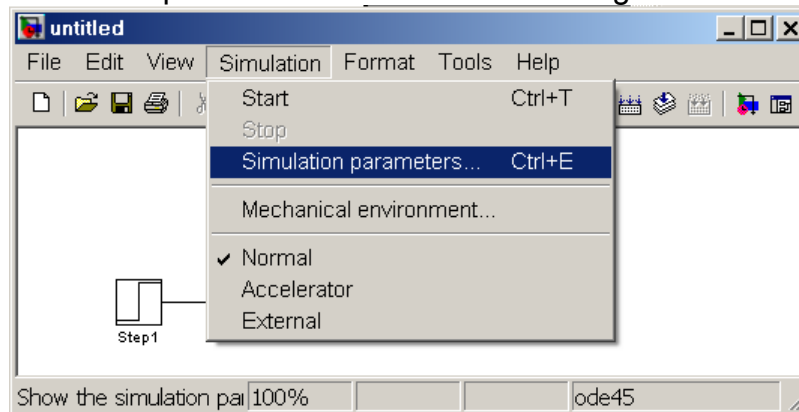 untitled
File Edit View Simulation Format Tools Help
Start Ctrl+T
Stop
Simulation parameters... Ctrl+E
Mechanical environment...
Normal
Accelerator
External
Step1
Show the simulation par 100% ode45